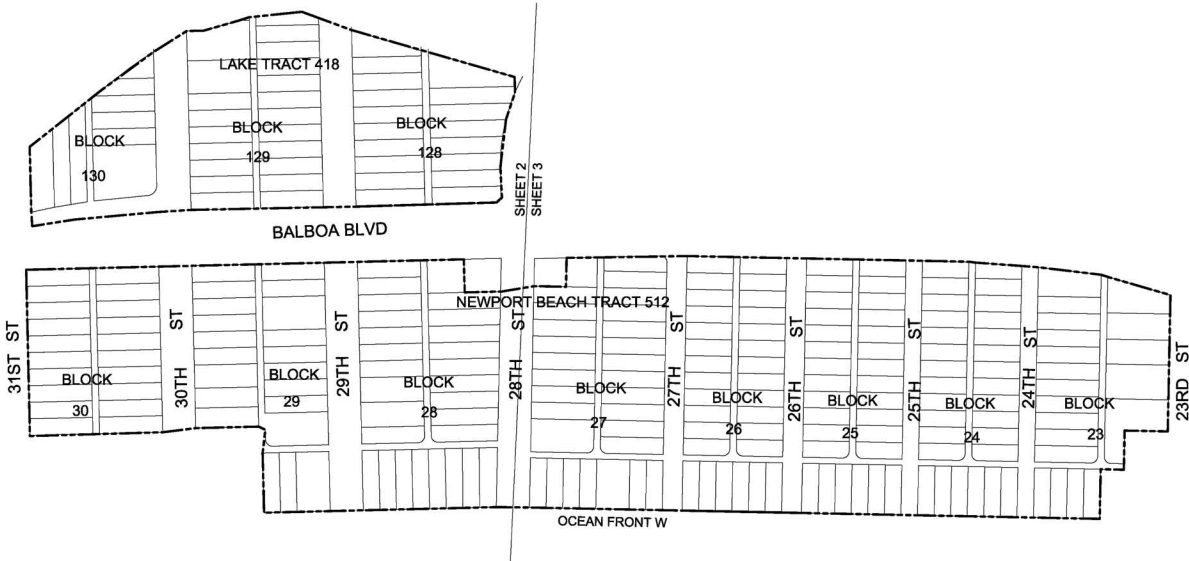 LAKE TRACT 418
BLOCK
130
BLOCK
129
BLOCK
128
SHEET 2
SHEET 3
BALBOA BLVD
NEWPORT BEACH TRACT 512
31ST ST
BLOCK
30
30TH ST
BLOCK
29
29TH ST
BLOCK
28
28TH ST
BLOCK
27
27TH ST
BLOCK
26
26TH ST
BLOCK
25
25TH ST
BLOCK
24
24TH ST
BLOCK
23
23RD ST
OCEAN FRONT W